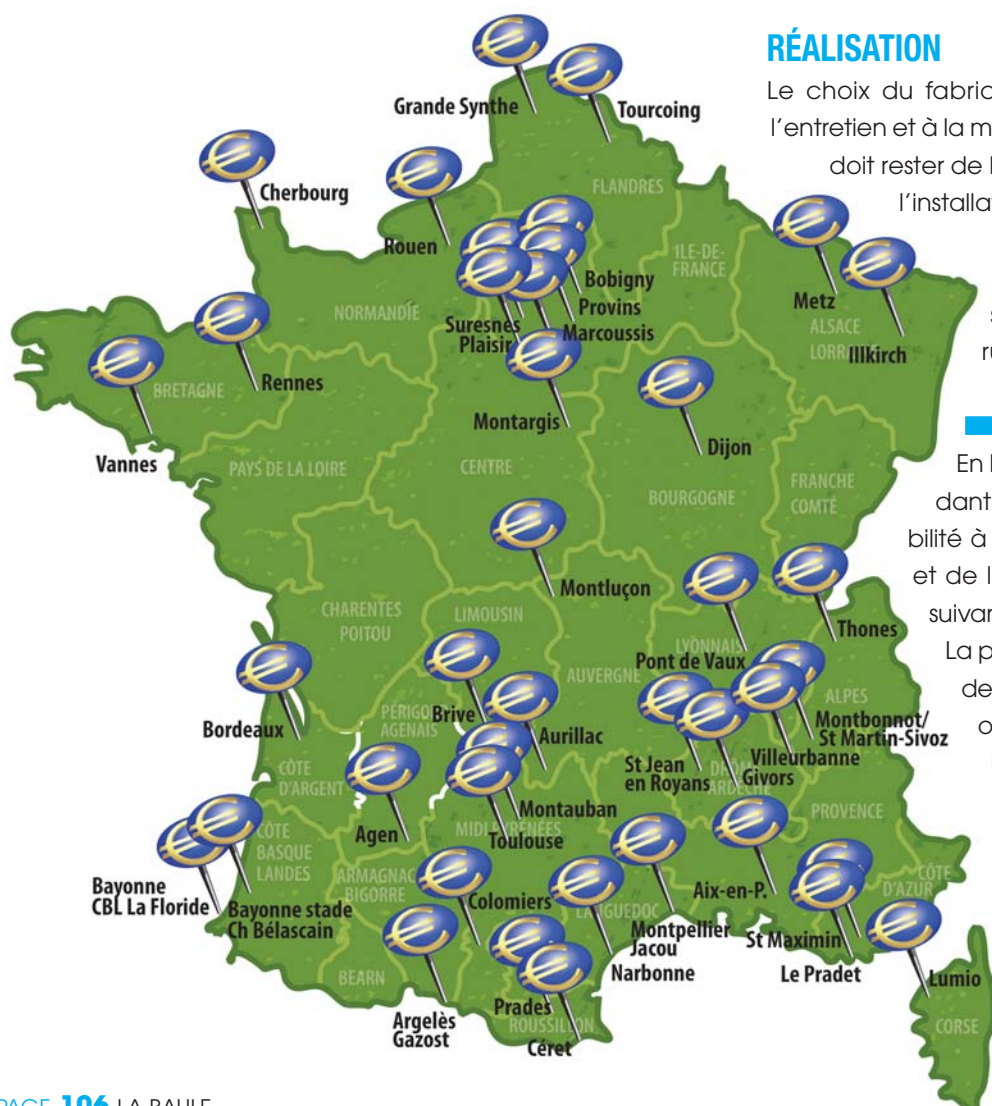 RÉALISATION
Le choix du fabric
l'entretien et à la m
doit rester de l
l'installat
s
ru
En l
dant
bilité à
et de l
suivan
La p
de
o
Grande Synthe
Tourcoing
Cherbourg
FLANDRES
Rouen
ILE-DE-
FRANCE
Bobigny
Metz
NORMANDIE
Provins
Suresnes
Plaisir
Marcoussis
ALSACE
LORRAINE
Illkirch
BRETAGNE
Rennes
Montargis
Dijon
Vannes
PAYS DE LA LOIRE
CENTRE
BOURGOGNE
FRANCHE
COMTÉ
Montluçon
CHARENTES
POITOU
LIMOUSIN
Thones
LYONNAIS
Pont de Vaux
AUVERGNE
ALPES
Bordeaux
PÉRIGORD
AGENAIS
Brive
Aurillac
Montbonnot/
St Martin-Sivoz
St Jean
en Royans
Villeurbanne
Givors
DRÔME
ARDÈCHE
CÔTE
D'ARGENT
Montauban
PROVENCE
Agen
MIDI-PYRÉNÉES
Toulouse
CÔTE
BASQUE
LANDES
ARMAGNAC
BIGORRE
Bayonne
CBL La Floride
Bayonne stade
Ch Bélascain
Colomiers
LANGUEDOC
Aix-en-P.
CÔTE
D'AZUR
Montpellier
Jacou
St Maximin
Narbonne
Le Pradet
Lumio
BEARN
Prades
Argelès
Gazost
ROUSSILLON
Céret
CORSE
PAGE 106 LA BAULE